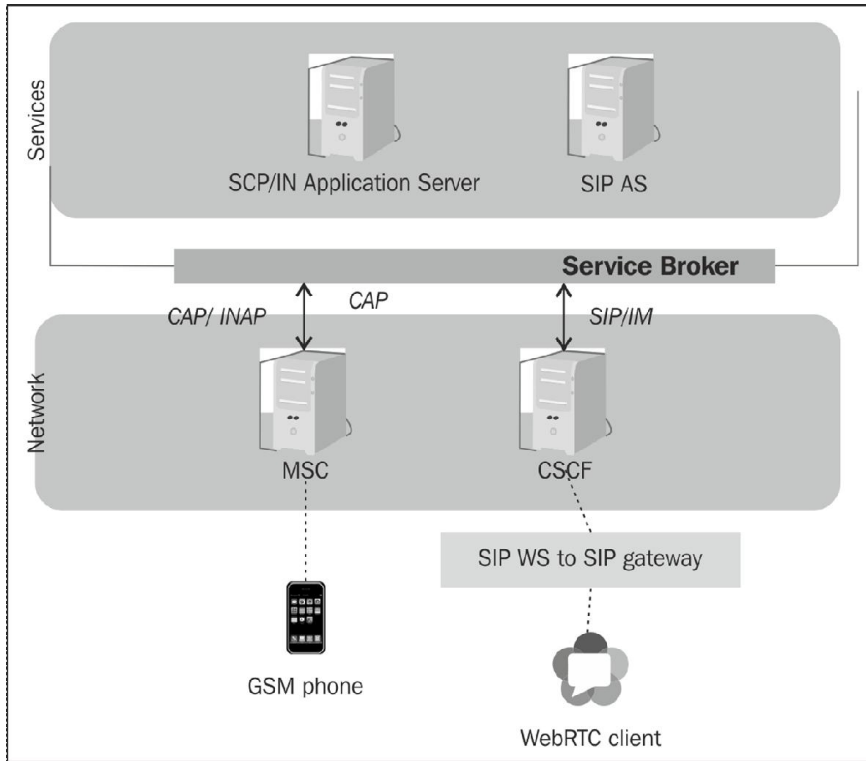 Services
SCP/IN Application Server
SIP AS
Service Broker
CAP/ INAP
CAP
SIP/IM
Network
MSC
CSCF
SIP WS to SIP gateway
GSM phone
WebRTC client